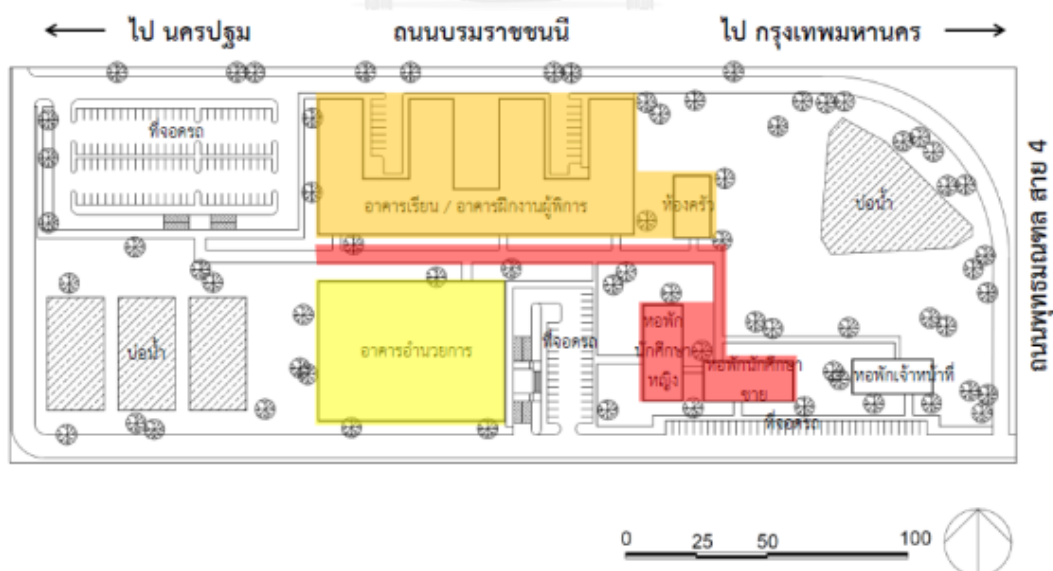 ไป นครปฐม
ถนนบรมราชชนนี
ไป กรุงเทพมหานคร
ถนนพุทธมณฑล สาย 4
ที่จอดรถ
อาคารเรียน / อาคารฝึกงานผู้พิการ
ห้องครัว
บ่อน้ำ
บ่อน้ำ
อาคารอำนวยการ
ที่จอดรถ
หอพัก
นักศึกษา
หญิง
หอพักนักศึกษา
ชาย
หอพักเจ้าหน้าที่
ที่จอดรถ
0 25 50 100